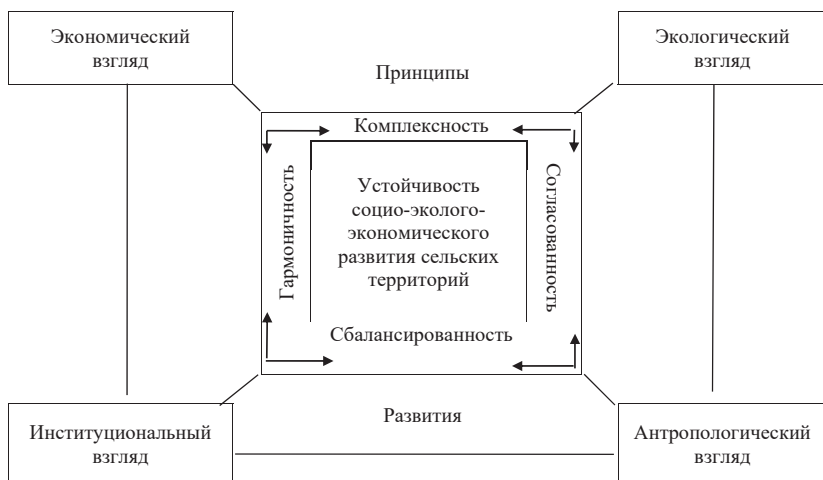 Экономический
взгляд
Экологический
взгляд
Принципы
Комплексность
Гармоничность
Устойчивость
социо-эколого-
экономического
развития сельских
территорий
Согласованность
Сбалансированность
Развития
Институциональный
взгляд
Антропологический
взгляд